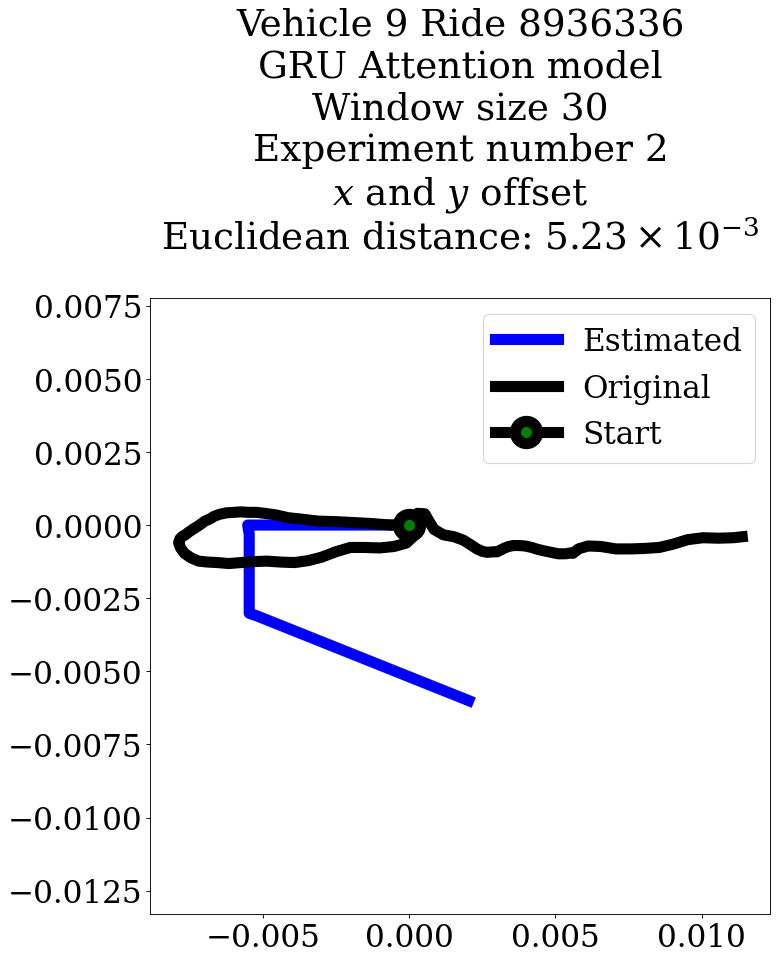 Vehicle 9 Ride 8936336
GRU Attention model
Window size 30
Experiment number 2
x and y offset
Euclidean distance: 5.23 × 10⁻³
0.0075
0.0050
0.0025
0.0000
−0.0025
−0.0050
−0.0075
−0.0100
−0.0125
Estimated
Original
Start
−0.005 0.000 0.005 0.010